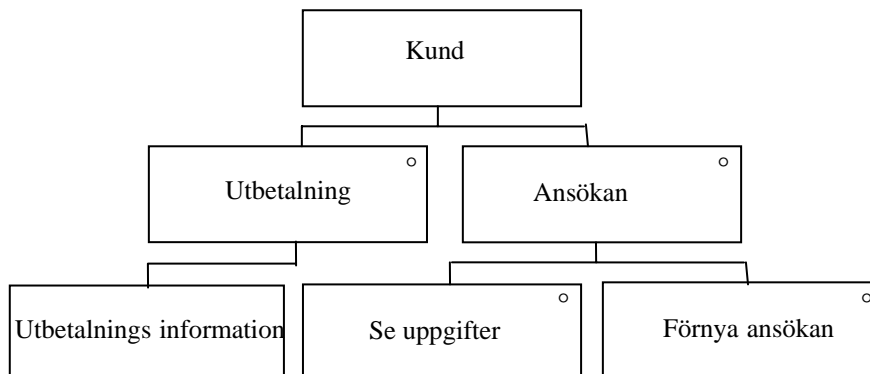 Kund
Utbetalning
Ansökan
Utbetalnings information
Se uppgifter
Förnya ansökan